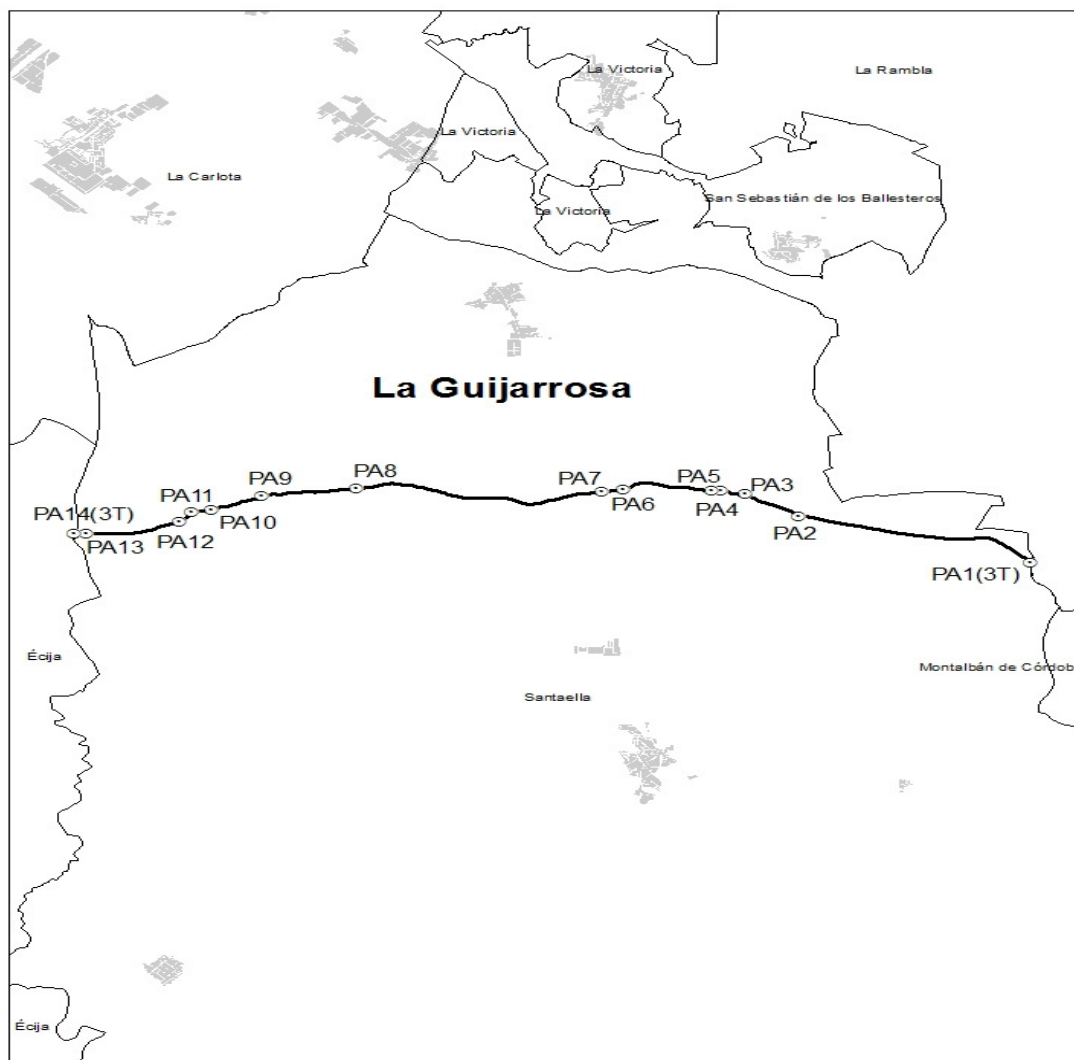 La Victoria
La Rambla
La Victoria
La Carlota
San Sebastián de los Ballesteros
La Victoria
La Guijarrosa
PA9
PA8
PA7
PA6
PA5
PA4
PA3
PA2
PA1(3T)
PA11
PA10
PA12
PA14(3T)
PA13
Écija
Montalbán de Córdob
Santaella
Écija